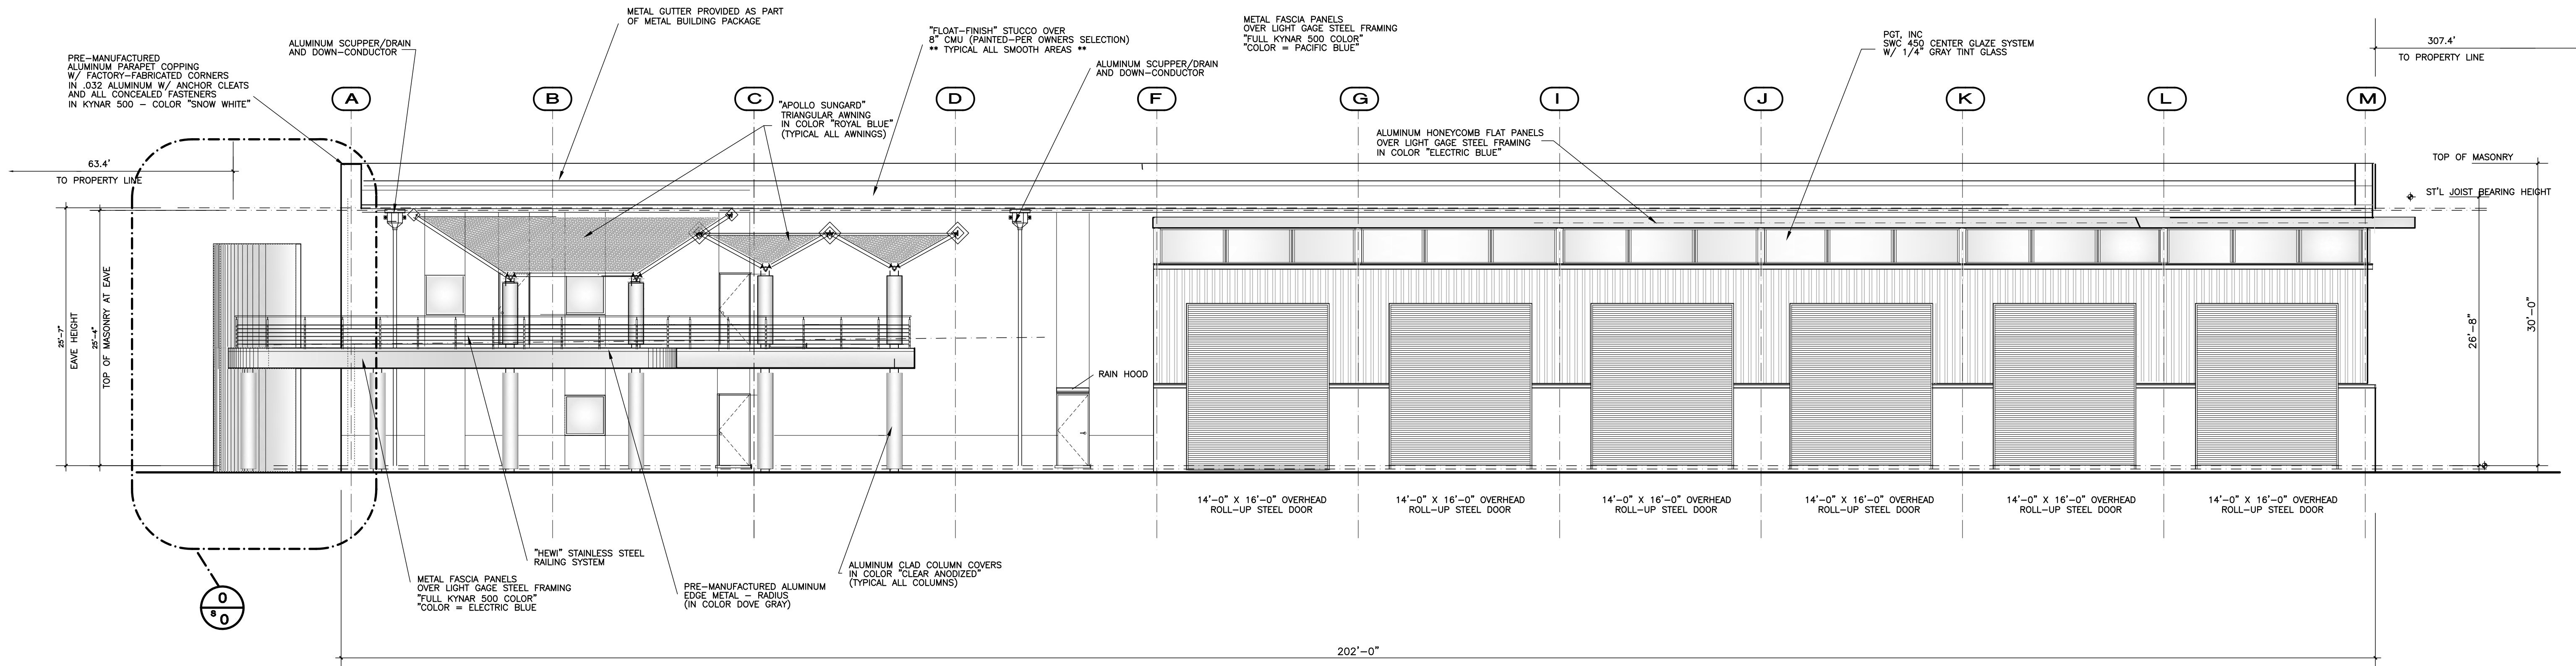 METAL GUTTER PROVIDED AS PART
OF METAL BUILDING PACKAGE
ALUMINUM SCUPPER/DRAIN
AND DOWN-CONDUCTOR
PRE-MANUFACTURED
ALUMINUM PARAPET COPPING
W/ FACTORY-FABRICATED CORNERS
IN .032 ALUMINUM W/ ANCHOR CLEATS
AND ALL CONCEALED FASTENERS
IN KYNAR 500 - COLOR "SNOW WHITE"
"FLOAT-FINISH" STUCCO OVER
8" CMU (PAINTED-PER OWNERS SELECTION)
** TYPICAL ALL SMOOTH AREAS **
METAL FASCIA PANELS
OVER LIGHT GAGE STEEL FRAMING
"FULL KYNAR 500 COLOR"
"COLOR = PACIFIC BLUE"
ALUMINUM SCUPPER/DRAIN
AND DOWN-CONDUCTOR
PGT, INC
SWC 450 CENTER GLAZE SYSTEM
W/ 1/4" GRAY TINT GLASS
307.4'
TO PROPERTY LINE
A
B
C
D
F
G
I
J
K
L
M
"APOLLO SUNGARD"
TRIANGULAR AWNING
IN COLOR "ROYAL BLUE"
(TYPICAL ALL AWNINGS)
ALUMINUM HONEYCOMB FLAT PANELS
OVER LIGHT GAGE STEEL FRAMING
IN COLOR "ELECTRIC BLUE"
63.4'
TO PROPERTY LINE
TOP OF MASONRY
ST'L JOIST BEARING HEIGHT
25'-7"
EAVE HEIGHT
25'-4"
TOP OF MASONRY AT EAVE
26'-8"
30'-0"
RAIN HOOD
14'-0" X 16'-0" OVERHEAD
ROLL-UP STEEL DOOR
14'-0" X 16'-0" OVERHEAD
ROLL-UP STEEL DOOR
14'-0" X 16'-0" OVERHEAD
ROLL-UP STEEL DOOR
14'-0" X 16'-0" OVERHEAD
ROLL-UP STEEL DOOR
14'-0" X 16'-0" OVERHEAD
ROLL-UP STEEL DOOR
14'-0" X 16'-0" OVERHEAD
ROLL-UP STEEL DOOR
"HEWI" STAINLESS STEEL
RAILING SYSTEM
METAL FASCIA PANELS
OVER LIGHT GAGE STEEL FRAMING
"FULL KYNAR 500 COLOR"
"COLOR = ELECTRIC BLUE
PRE-MANUFACTURED ALUMINUM
EDGE METAL - RADIUS
(IN COLOR DOVE GRAY)
ALUMINUM CLAD COLUMN COVERS
IN COLOR "CLEAR ANODIZED"
(TYPICAL ALL COLUMNS)
0
s 0
202'-0"